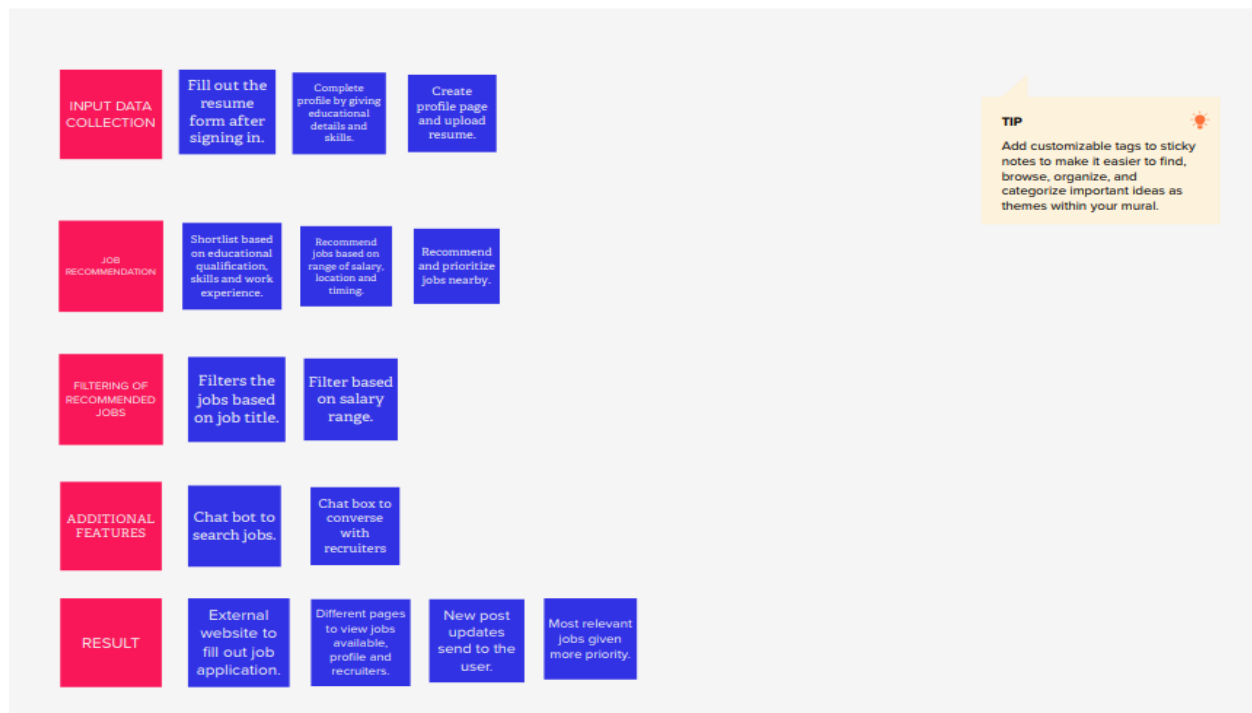 INPUT DATA
COLLECTION
Fill out the
resume
form after
signing in.
Complete
profile by giving
educational
details and
skills.
Create
profile page
and upload
resume.
TIP
Add customizable tags to sticky
notes to make it easier to find,
browse, organize, and
categorize important ideas as
themes within your mural.
JOB
RECOMMENDATION
Shortlist based
on educational
qualification,
skills and work
experience.
Recommend
jobs based on
range of salary,
location and
timing.
Recommend
and prioritize
jobs nearby.
FILTERING OF
RECOMMENDED
JOBS
Filters the
jobs based
on job title.
Filter based
on salary
range.
ADDITIONAL
FEATURES
Chat bot to
search jobs.
Chat box to
converse
with
recruiters
RESULT
External
website to
fill out job
application.
Different pages
to view jobs
available,
profile and
recruiters.
New post
updates
send to the
user.
Most relevant
jobs given
more priority.